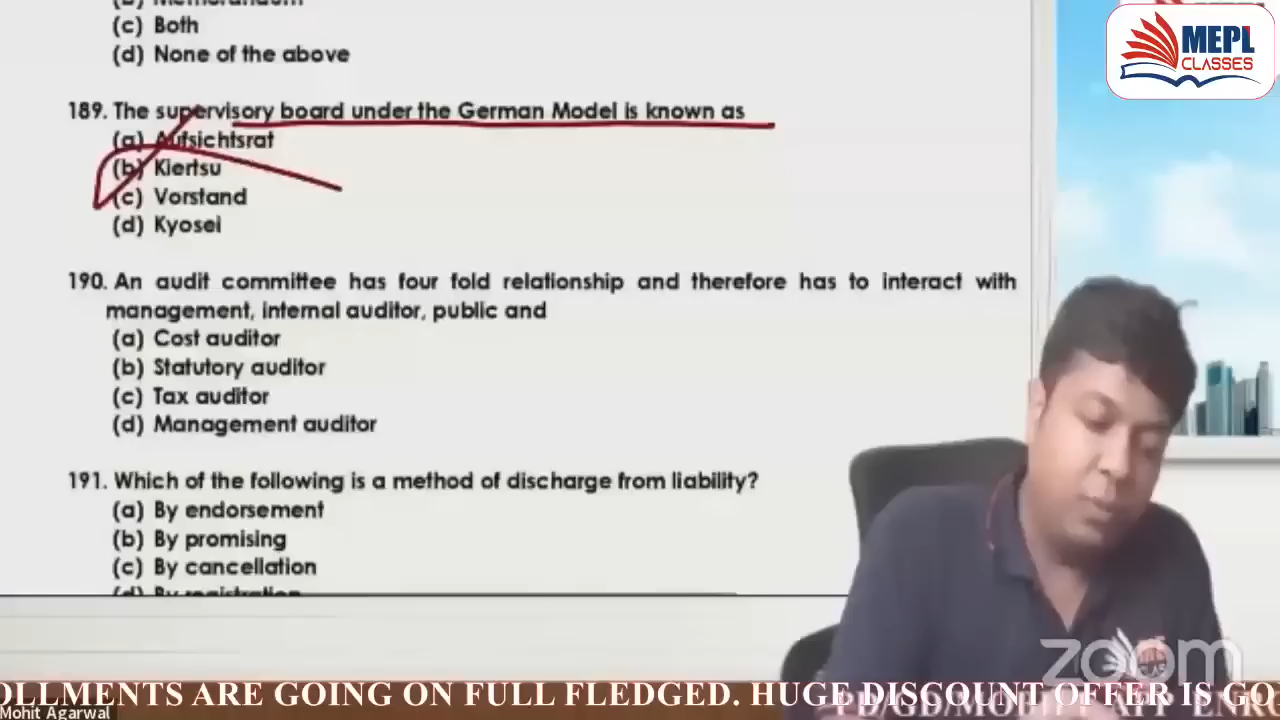 (b) Memorandum
(c) Both
(d) None of the above
189. The supervisory board under the German Model is known as
(a) Aufsichtsrat
(b) Kiertsu
(c) Vorstand
(d) Kyosei
190. An audit committee has four fold relationship and therefore has to interact with
management, internal auditor, public and
(a) Cost auditor
(b) Statutory auditor
(c) Tax auditor
(d) Management auditor
191. Which of the following is a method of discharge from liability?
(a) By endorsement
(b) By promising
(c) By cancellation
(d) By registration
MEPL
CLASSES
zoom
OLLMENTS ARE GOING ON FULL FLEDGED. HUGE DISCOUNT OFFER IS GO
Mohit Agarwal